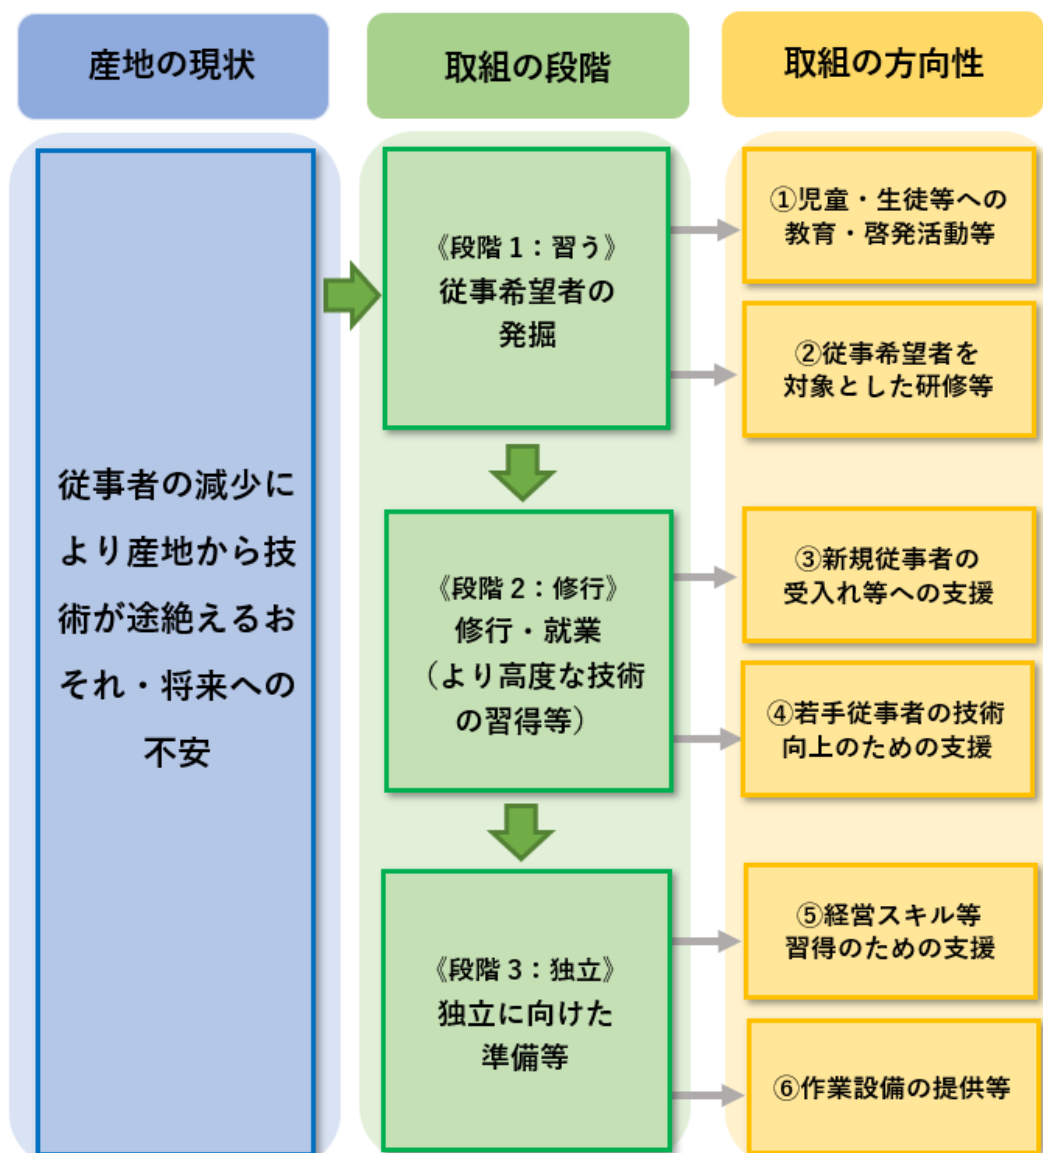 産地の現状
取組の段階
取組の方向性
従事者の減少に
より産地から技
術が途絶えるお
それ・将来への
不安
《段階1:習う》
従事希望者の
発掘
①児童・生徒等への
教育・啓発活動等
②従事希望者を
対象とした研修等
《段階2:修行》
修行・就業
(より高度な技術
の習得等)
③新規従事者の
受入れ等への支援
④若手従事者の技術
向上のための支援
《段階3:独立》
独立に向けた
準備等
⑤経営スキル等
習得のための支援
⑥作業設備の提供等